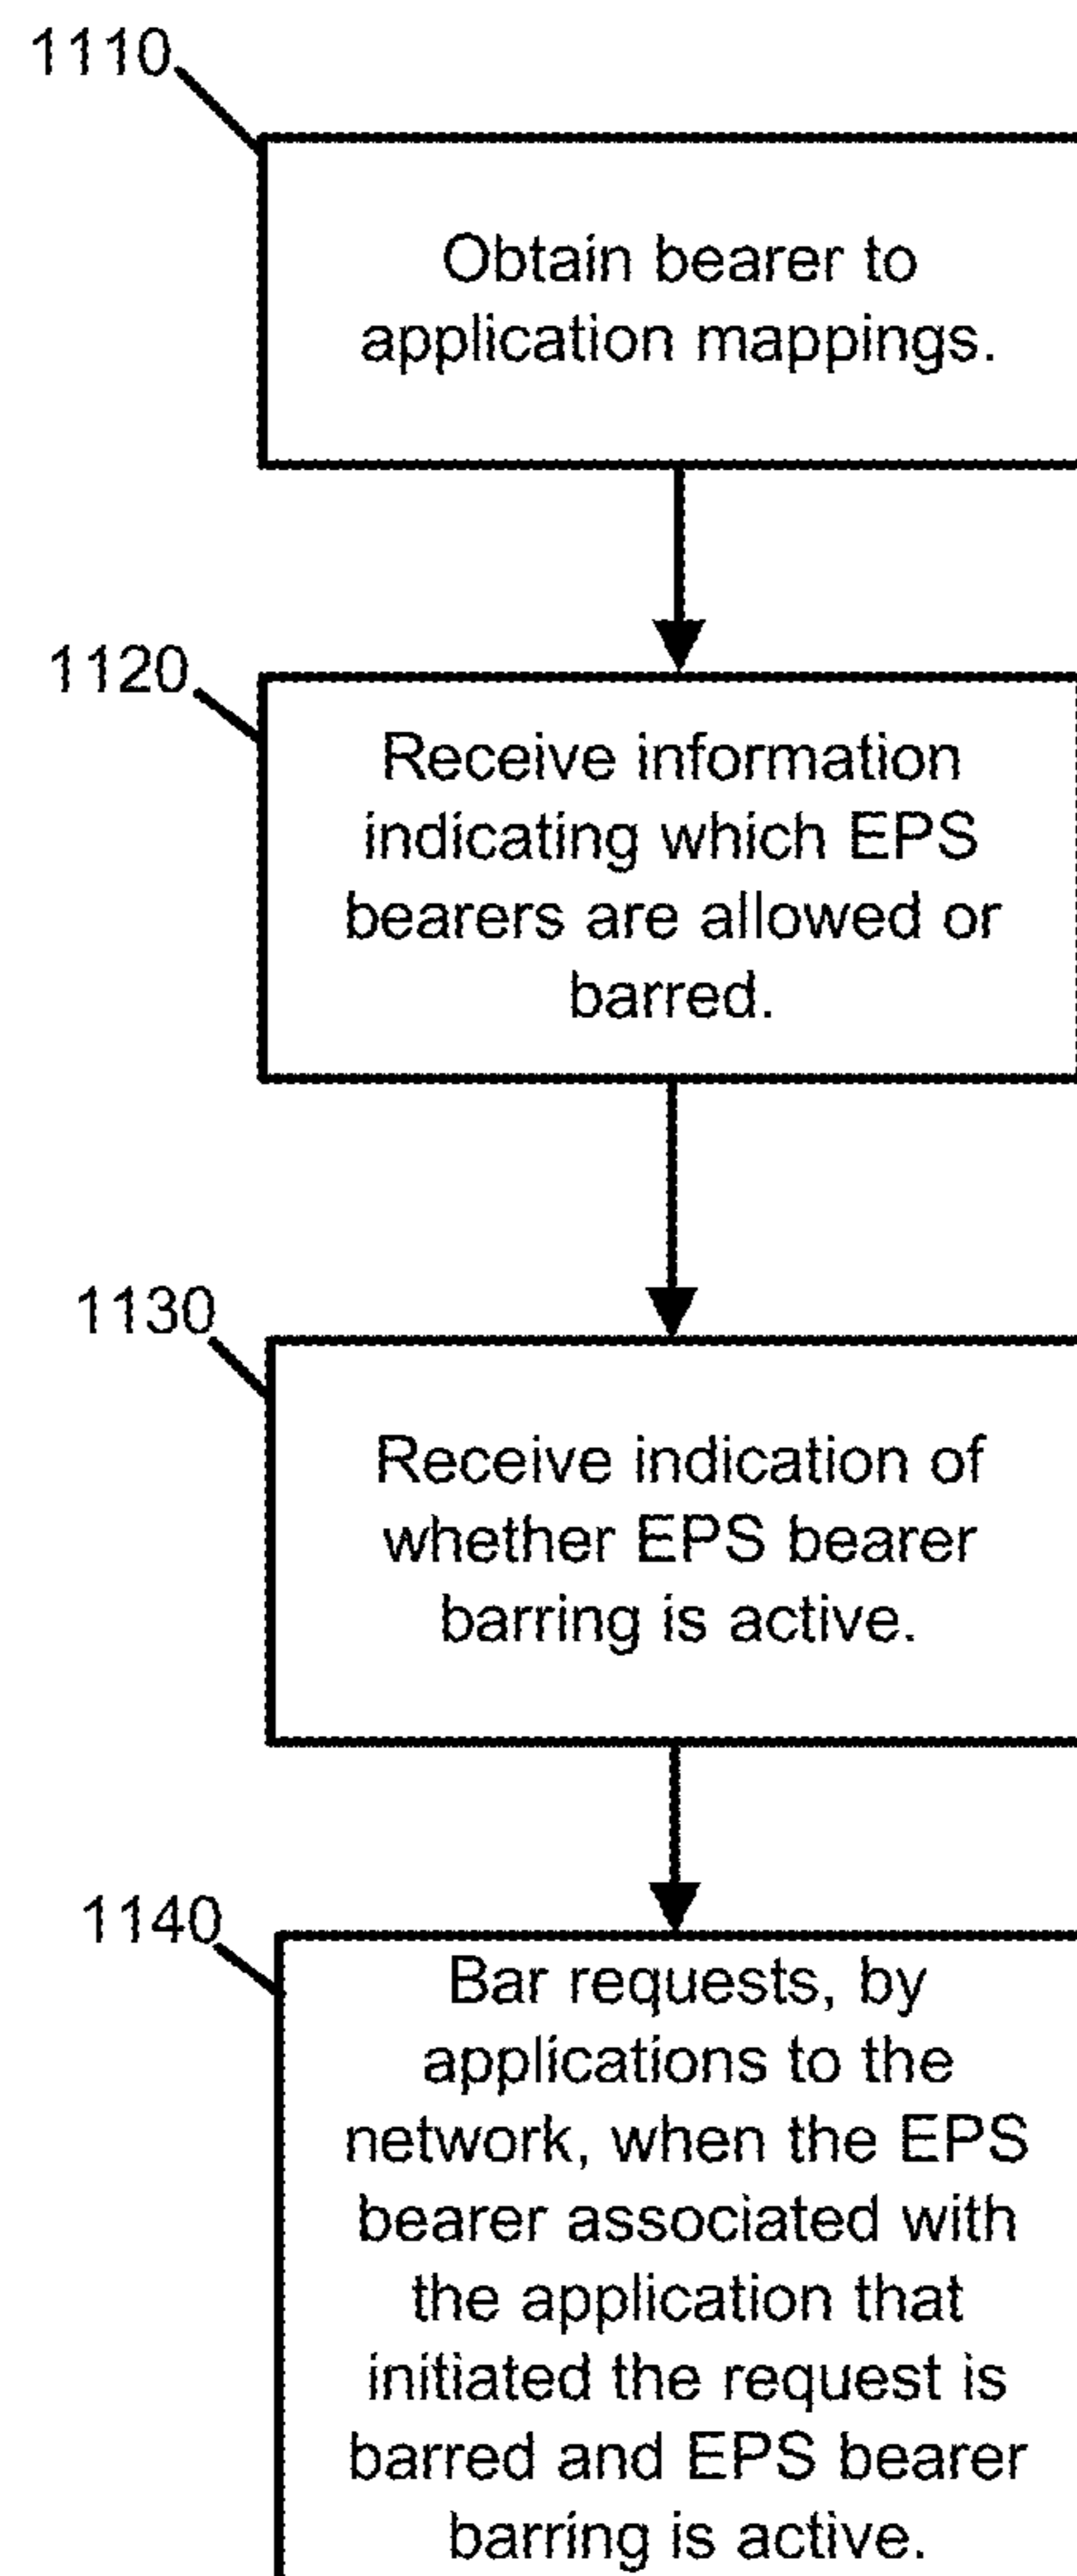 1110
Obtain bearer to
application mappings.
1120
Receive information
indicating which EPS
bearers are allowed or
barred.
1130
Receive indication of
whether EPS bearer
barring is active.
1140
Bar requests, by
applications to the
network, when the EPS
bearer associated with
the application that
initiated the request is
barred and EPS bearer
barring is active.